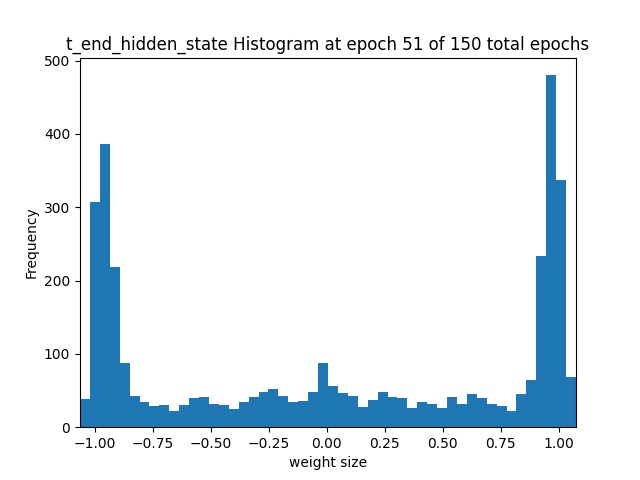 t_end_hidden_state Histogram at epoch 51 of 150 total epochs
500
400
300
200
100
0
Frequency
−1.00 −0.75 −0.50 −0.25 0.00 0.25 0.50 0.75 1.00
weight size